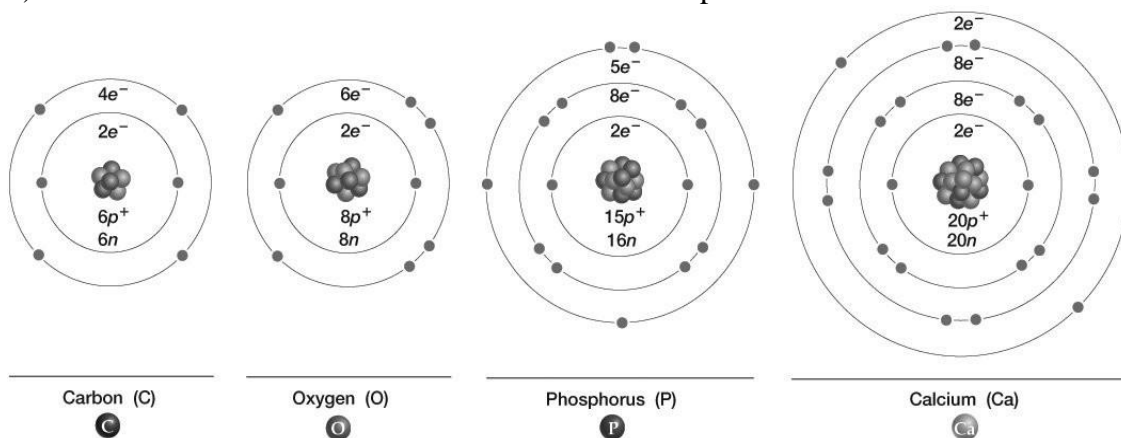 4e⁻
2e⁻
6p⁺
6n
Carbon (C)
C
6e⁻
2e⁻
8p⁺
8n
Oxygen (O)
O
5e⁻
8e⁻
2e⁻
15p⁺
16n
Phosphorus (P)
P
2e⁻
8e⁻
8e⁻
2e⁻
20p⁺
20n
Calcium (Ca)
Ca